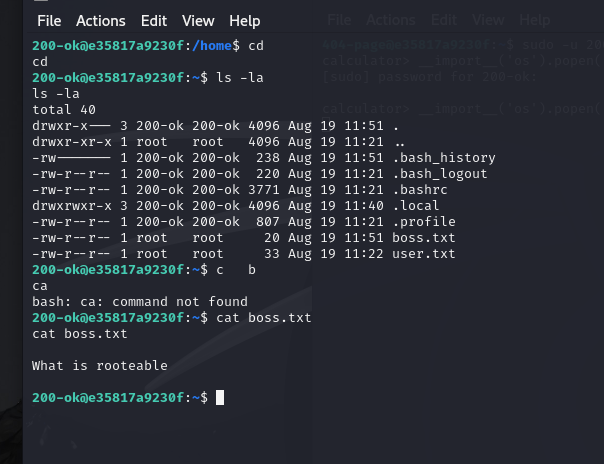 File Actions Edit View Help
200-ok@e35817a9230f:/home$ cd
cd
200-ok@e35817a9230f:~$ ls -la
ls -la
total 40
drwxr-x--- 3 200-ok 200-ok 4096 Aug 19 11:51 .
drwxr-xr-x 1 root   root   4096 Aug 19 11:21 ..
-rw------- 1 200-ok 200-ok  238 Aug 19 11:51 .bash_history
-rw-r--r-- 1 200-ok 200-ok  220 Aug 19 11:21 .bash_logout
-rw-r--r-- 1 200-ok 200-ok 3771 Aug 19 11:21 .bashrc
drwxrwxr-x 3 200-ok 200-ok 4096 Aug 19 11:40 .local
-rw-r--r-- 1 200-ok 200-ok  807 Aug 19 11:21 .profile
-rw-r--r-- 1 root   root     20 Aug 19 11:51 boss.txt
-rw-r--r-- 1 root   root     33 Aug 19 11:22 user.txt
200-ok@e35817a9230f:~$ c   b
ca
bash: ca: command not found
200-ok@e35817a9230f:~$ cat boss.txt
cat boss.txt
What is rooteable
200-ok@e35817a9230f:~$
File Actions Edit View Help
404-page@e35817a9230f:~$ sudo -u 20
calculator> __import__('os').popen(
[sudo] password for 200-ok:
calculator> __import__('os').popen(